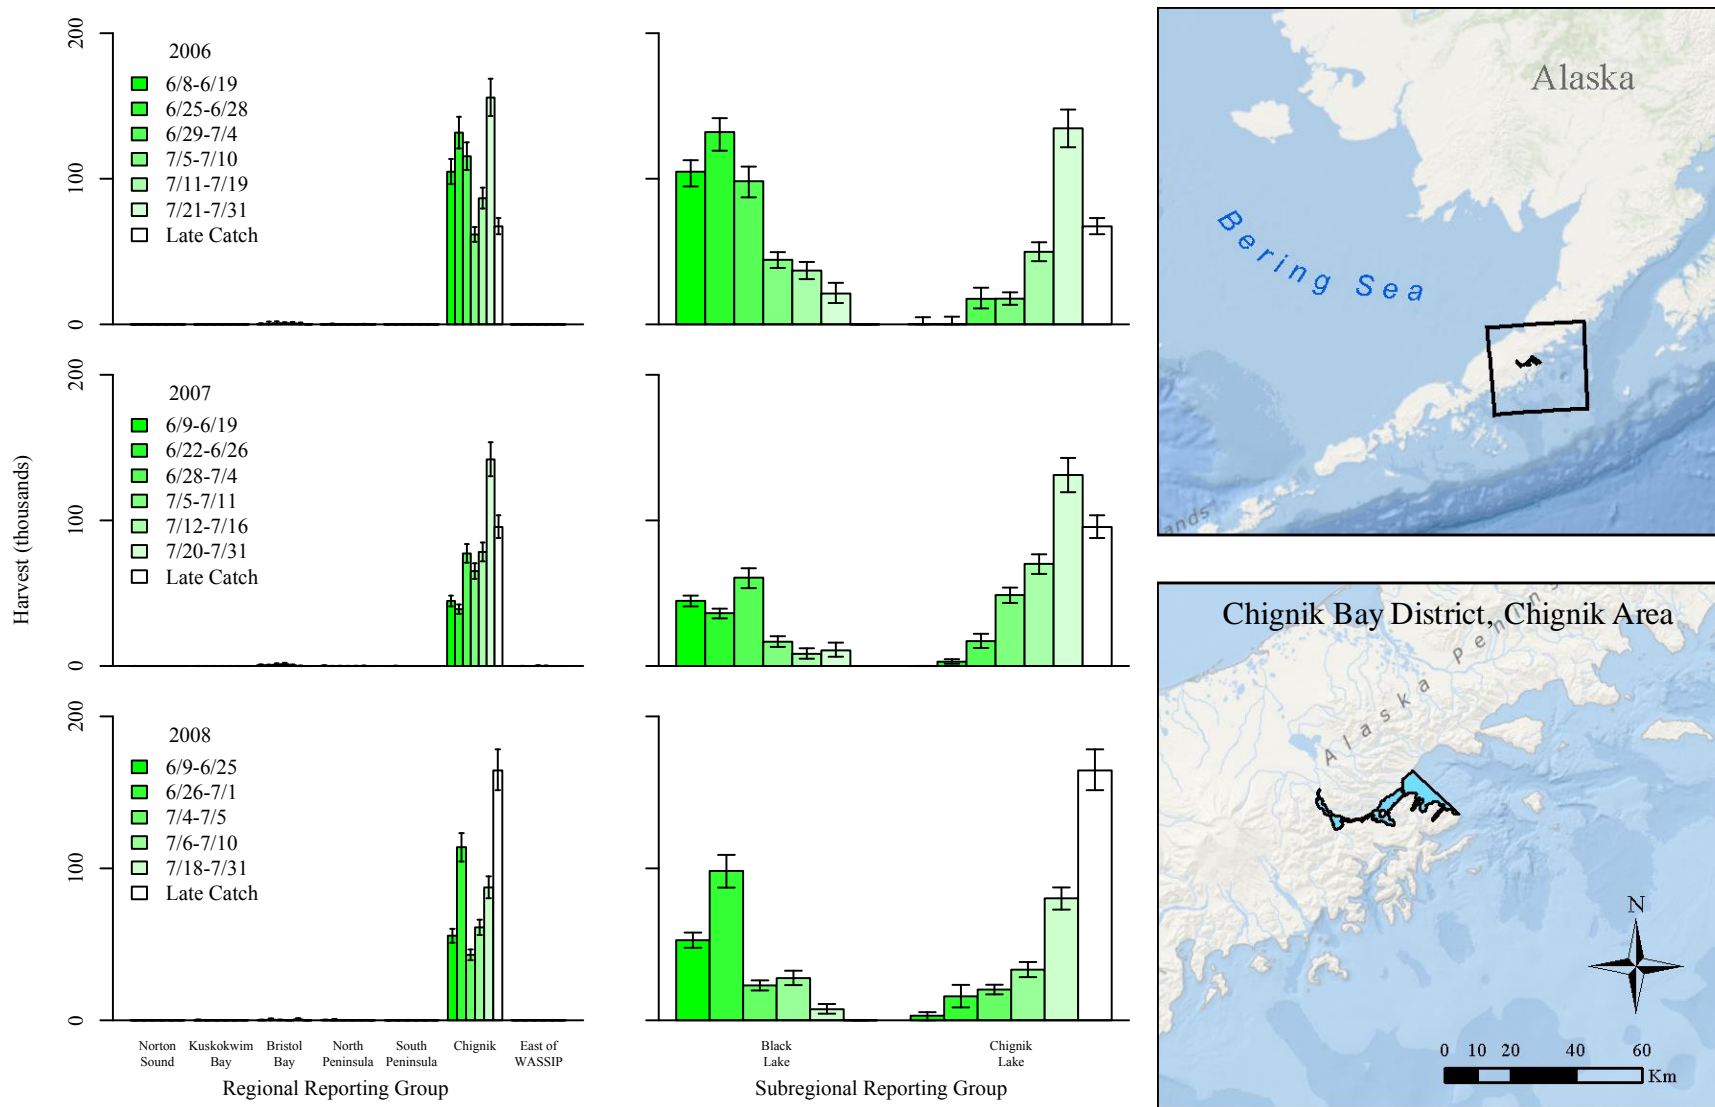 Harvest (thousands)
200
100
0
2006
6/8-6/19
6/25-6/28
6/29-7/4
7/5-7/10
7/11-7/19
7/21-7/31
Late Catch
200
100
0
2007
6/9-6/19
6/22-6/26
6/28-7/4
7/5-7/11
7/12-7/16
7/20-7/31
Late Catch
200
100
0
2008
6/9-6/25
6/26-7/1
7/4-7/5
7/6-7/10
7/18-7/31
Late Catch
Norton
Sound
Kuskokwim
Bay
Bristol
Bay
North
Peninsula
South
Peninsula
Chignik
East of
WASSIP
Regional Reporting Group
Black
Lake
Chignik
Lake
Subregional Reporting Group
Alaska
Bering Sea
ands
Chignik Bay District, Chignik Area
Alaska Penins
N
0 10 20 40 60
Km